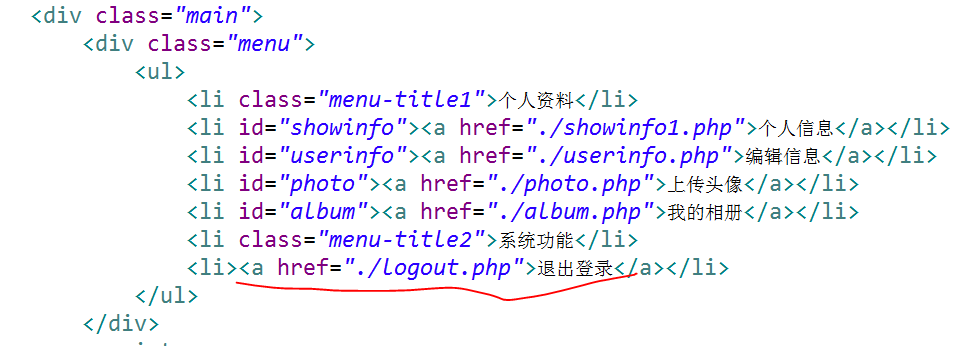 <div class="main">
<div class="menu">
<ul>
<li class="menu-title1">个人资料</li>
<li id="showinfo"><a href="./showinfo1.php">个人信息</a></li>
<li id="userinfo"><a href="./userinfo.php">编辑信息</a></li>
<li id="photo"><a href="./photo.php">上传头像</a></li>
<li id="album"><a href="./album.php">我的相册</a></li>
<li class="menu-title2">系统功能</li>
<li><a href="./logout.php">退出登录</a></li>
</ul>
</div>